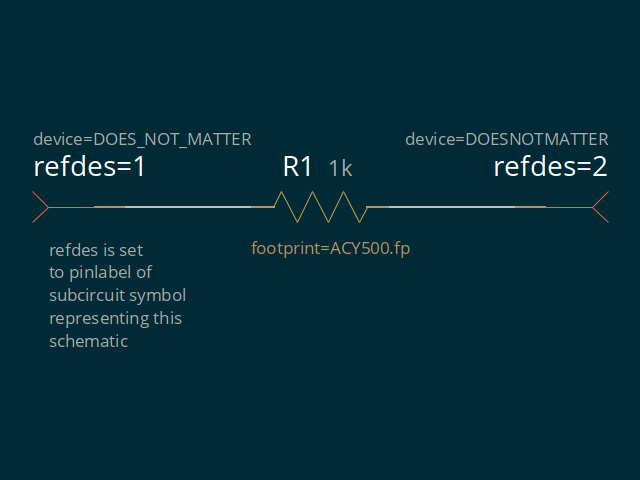 device=DOES_NOT_MATTER
device=DOESNOTMATTER
refdes=1
R1
1k
refdes=2
footprint=ACY500.fp
refdes is set
to pinlabel of
subcircuit symbol
representing this
schematic